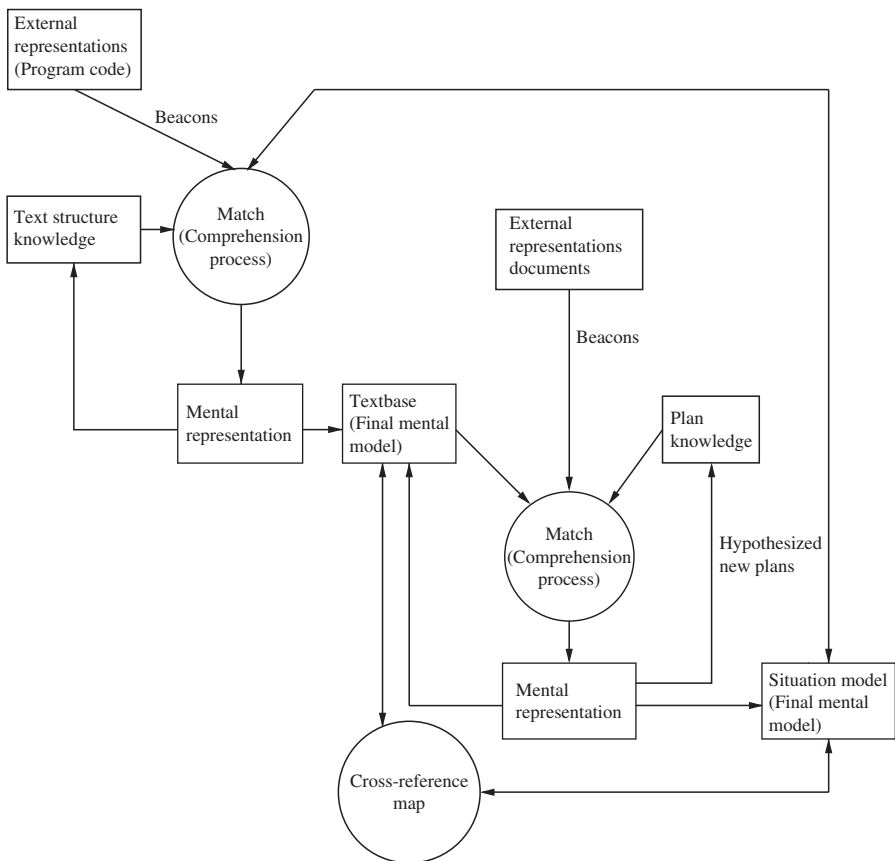 External
representations
(Program code)
Beacons
Text structure
knowledge
Match
(Comprehension
process)
External
representations
documents
Beacons
Mental
representation
Textbase
(Final mental
model)
Plan
knowledge
Match
(Comprehension
process)
Hypothesized
new plans
Mental
representation
Situation model
(Final mental
model)
Cross-reference
map